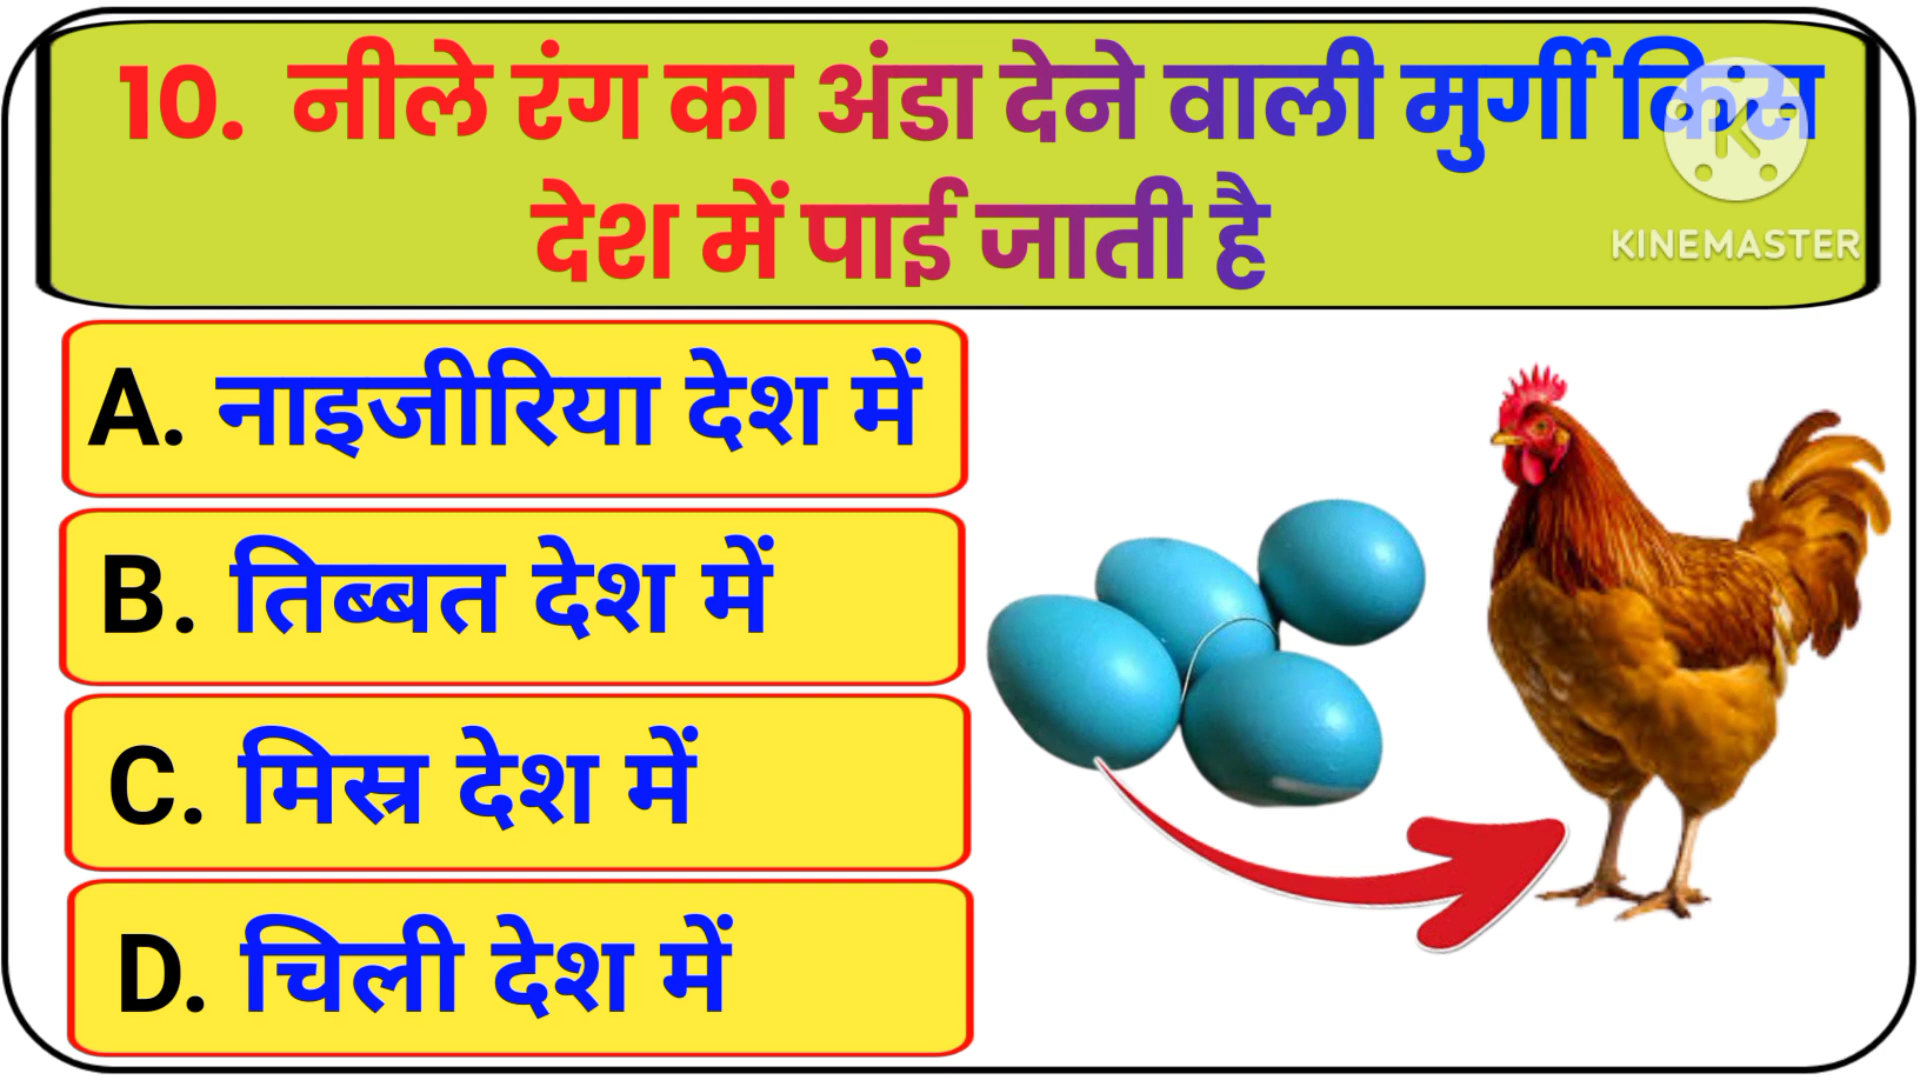 10. नीले रंग का अंडा देने वाली मुर्गी किस
देश में पाई जाती है
KINEMASTER
A. नाइजीरिया देश में
B. तिब्बत देश में
C. मिस्र देश में
D. चिली देश में